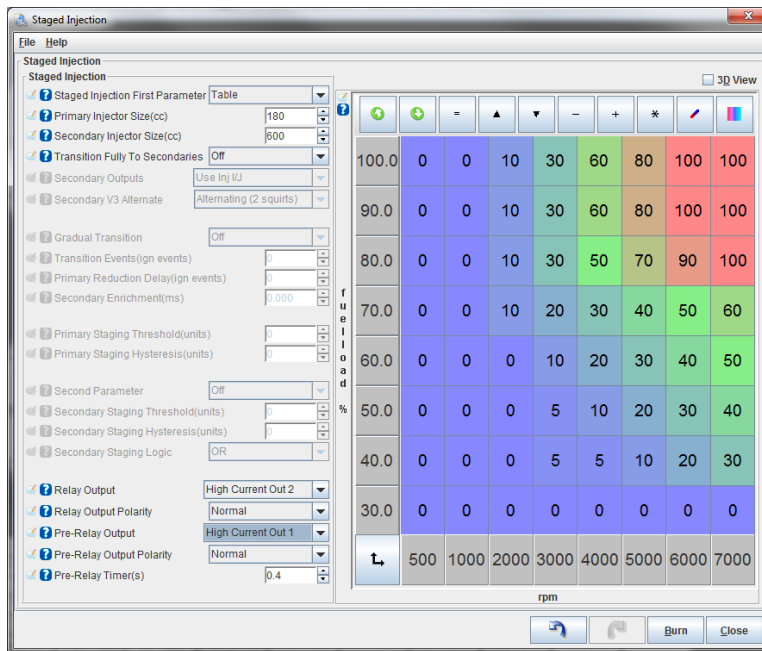 Staged Injection
File Help
Staged Injection
Staged Injection
Staged Injection First Parameter Table
Primary Injector Size(cc) 180
Secondary Injector Size(cc) 600
Transition Fully To Secondaries Off
Secondary Outputs Use Inj I/J
Secondary V3 Alternate Alternating (2 squirts)
Gradual Transition Off
Transition Events(ign events) 0
Primary Reduction Delay(ign events) 0
Secondary Enrichment(ms) 0.000
Primary Staging Threshold(units) 0
Primary Staging Hysteresis(units) 0
Second Parameter Off
Secondary Staging Threshold(units) 0
Secondary Staging Hysteresis(units) 0
Secondary Staging Logic OR
Relay Output High Current Out 2
Relay Output Polarity Normal
Pre-Relay Output High Current Out 1
Pre-Relay Output Polarity Normal
Pre-Relay Timer(s) 0.4
3D View
= - + *
fuelload %
100.0 0 0 10 30 60 80 100 100
90.0 0 0 10 30 60 80 100 100
80.0 0 0 10 30 50 70 90 100
70.0 0 0 10 20 30 40 50 60
60.0 0 0 0 10 20 30 40 50
50.0 0 0 0 5 10 20 30 40
40.0 0 0 0 5 5 10 20 30
30.0 0 0 0 0 0 0 0 0
500 1000 2000 3000 4000 5000 6000 7000
rpm
Burn Close